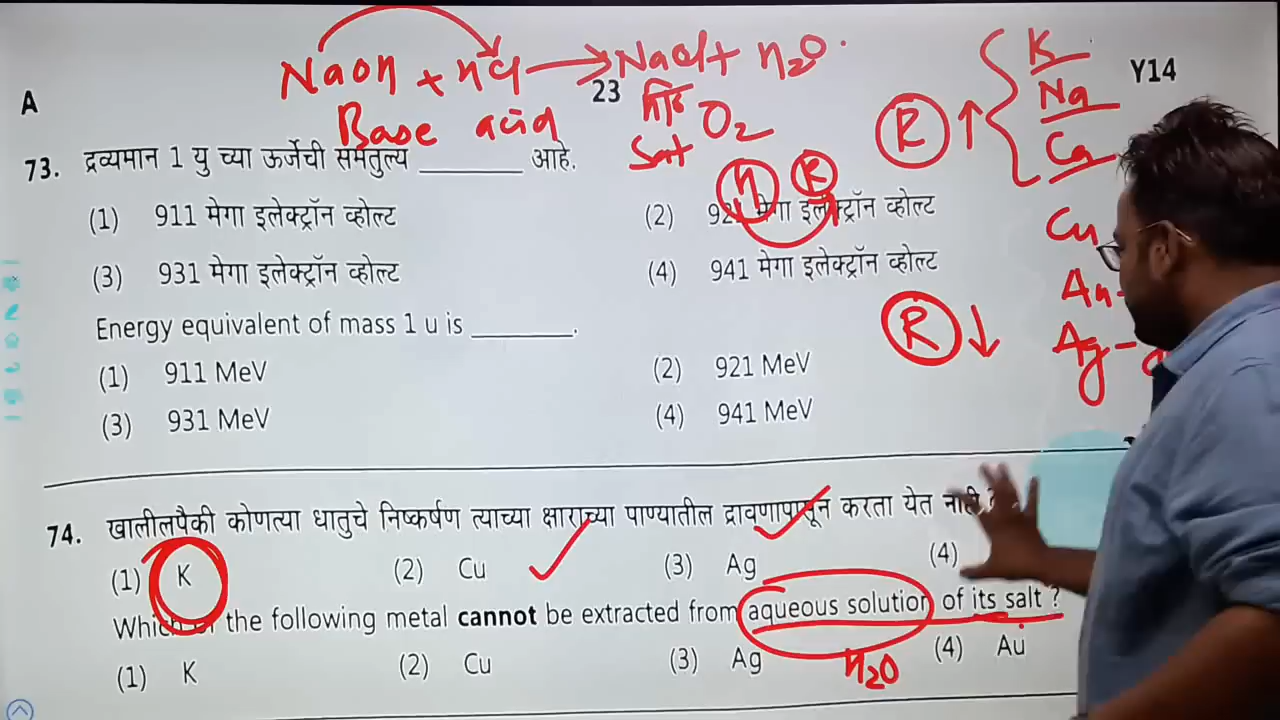 NaOH + HCl → NaCl + H2O
A
23
Y14
Base acid
मीठ
Salt
O2
R ↑
K
Na
Ca
73. द्रव्यमान 1 यु च्या ऊर्जेची समतुल्य ________ आहे.
H K
(1) 911 मेगा इलेक्ट्रॉन व्होल्ट (2) 921 मेगा इलेक्ट्रॉन व्होल्ट
Cu
(3) 931 मेगा इलेक्ट्रॉन व्होल्ट (4) 941 मेगा इलेक्ट्रॉन व्होल्ट
Au-
R ↓
Ag-
Energy equivalent of mass 1 u is ________.
(1) 911 MeV (2) 921 MeV
(3) 931 MeV (4) 941 MeV
74. खालीलपैकी कोणत्या धातुचे निष्कर्षण त्याच्या क्षाराच्या पाण्यातील द्रावणापासून करता येत नाही ?
(1) K (2) Cu (3) Ag (4)
Which of the following metal cannot be extracted from aqueous solution of its salt ?
(1) K (2) Cu (3) Ag (4) Au
H2O